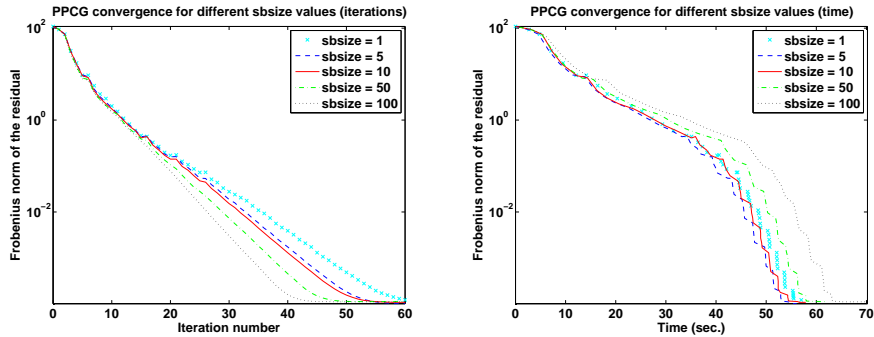 PPCG convergence for different sbsize values (iterations)
Frobenius norm of the residual
10^2
10^0
10^-2
sbsize = 1
sbsize = 5
sbsize = 10
sbsize = 50
sbsize = 100
0 10 20 30 40 50 60
Iteration number
PPCG convergence for different sbsize values (time)
Frobenius norm of the residual
10^2
10^0
10^-2
sbsize = 1
sbsize = 5
sbsize = 10
sbsize = 50
sbsize = 100
0 10 20 30 40 50 60 70
Time (sec.)